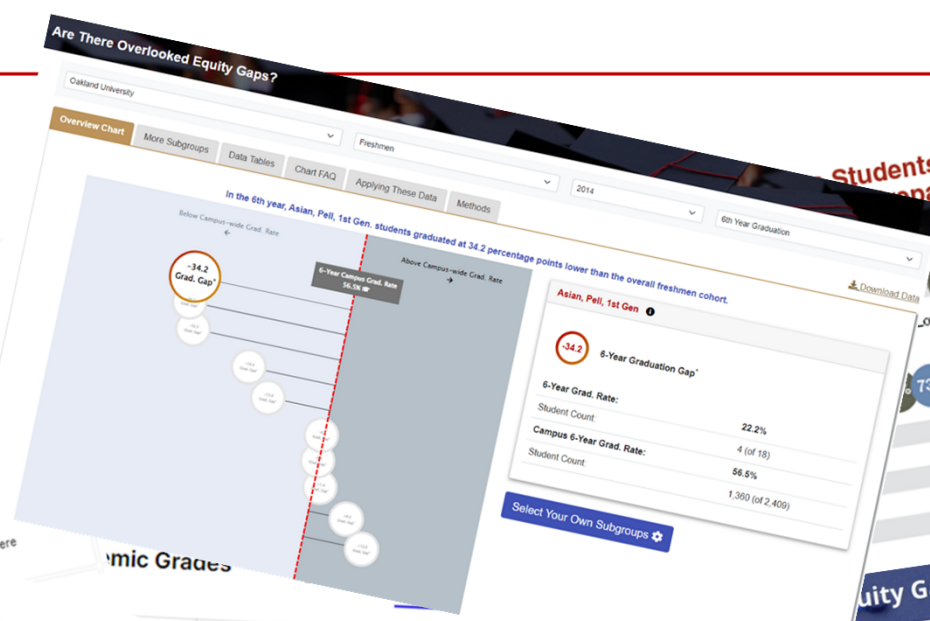 Are There Overlooked Equity Gaps?
Oakland University
Freshmen
2014
6th Year Graduation
Overview Chart
More Subgroups
Data Tables
Chart FAQ
Applying These Data
Methods
Students
In the 6th year, Asian, Pell, 1st Gen. students graduated at 34.2 percentage points lower than the overall freshmen cohort.
Download Data
Below Campus-wide Grad. Rate
←
Above Campus-wide Grad. Rate
→
6-Year Campus Grad. Rate
56.5%
-34.2
Grad. Gap*
Asian, Pell, 1st Gen
-34.2
6-Year Graduation Gap*
6-Year Grad. Rate:
22.2%
Student Count
4 (of 18)
Campus 6-Year Grad. Rate:
56.5%
Student Count
1,360 (of 2,409)
Select Your Own Subgroups
73
ere
mic Grades
uity G